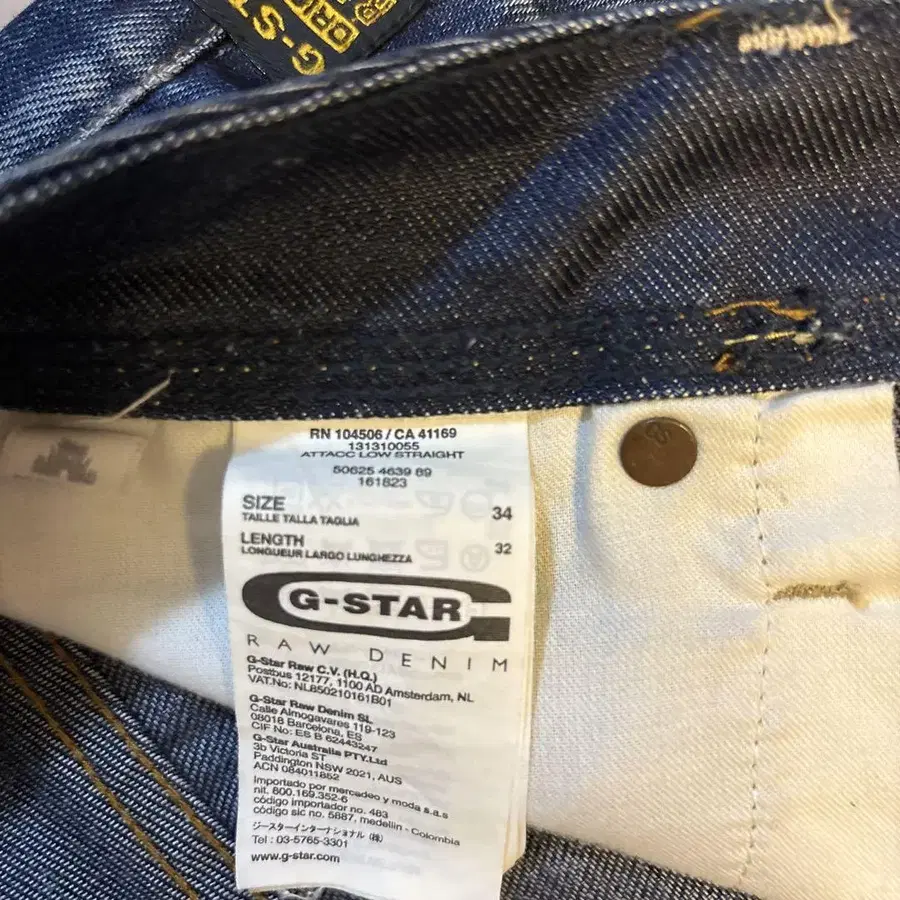 G-ST
RN 104506 / CA 41169
131310055
ATTACC LOW STRAIGHT
50625 4639 89
161823
SIZE 34
TAILLE TALLA TAGLIA
LENGTH 32
LONGUEUR LARGO LUNGHEZZA
G-STAR
RAW DENIM
G-Star Raw C.V. (H.Q.)
Postbus 12177, 1100 AD Amsterdam, NL
VAT.No: NL850210161B01
G-Star Raw Denim SL
Calle Almogavares 119-123
08018 Barcelona, ES
CIF No: ES B 62443247
G-Star Australia PTY.Ltd
3b Victoria ST
Paddington NSW 2021, AUS
ACN 084011852
Importado por mercadeo y moda s.a.s
nit. 800.169.352-6
código importador no. 483
código sic no. 5887, medellin - Colombia
ジースターインターナショナル (株)
Tel : 03-5765-3301
www.g-star.com